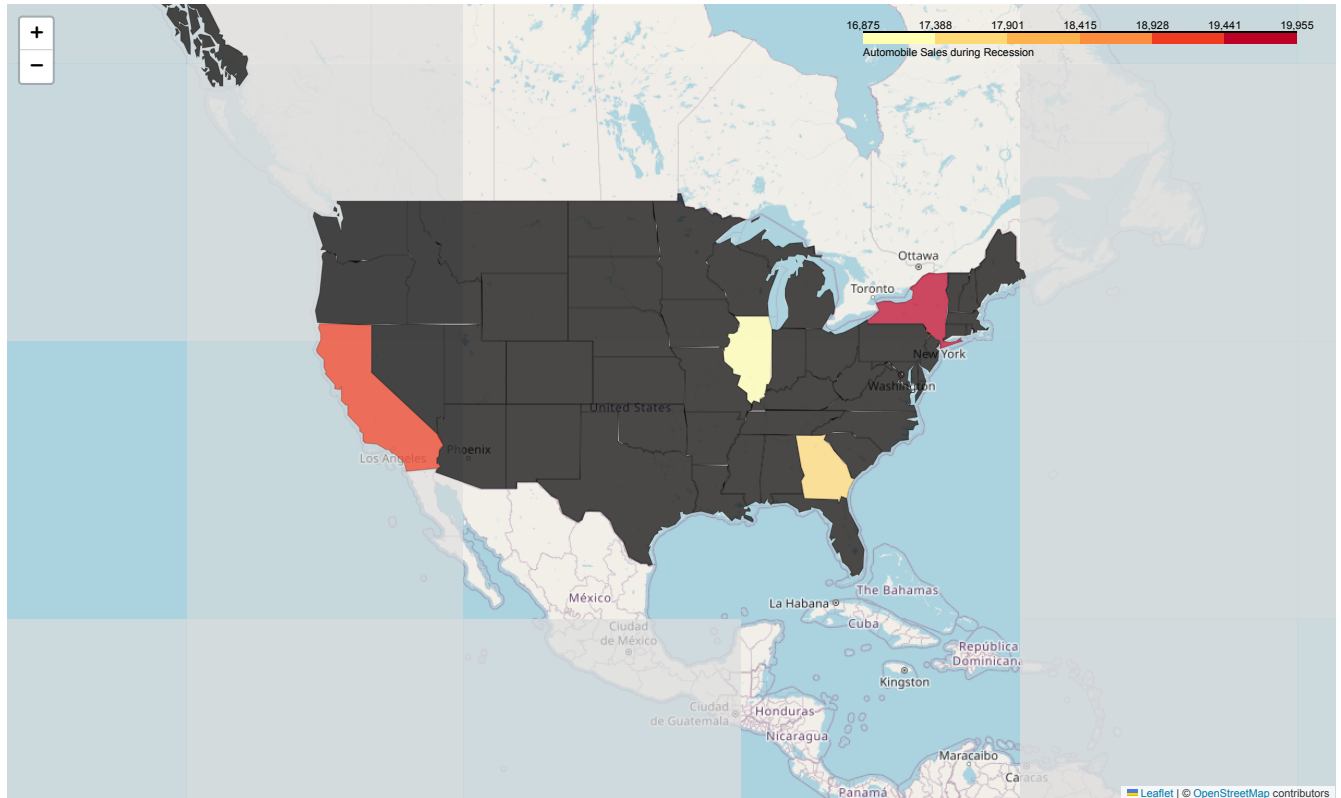 +
−
16,875 17,388 17,901 18,415 18,928 19,441 19,955
Automobile Sales during Recession
Ottawa
Toronto
New York
Washington
United States
Phoenix
Los Angeles
México
La Habana
The Bahamas
Cuba
Ciudad
de México
República
Dominicana
Kingston
Ciudad
de Guatemala
Honduras
Nicaragua
Maracaibo
Caracas
Panamá
Leaflet | © OpenStreetMap contributors